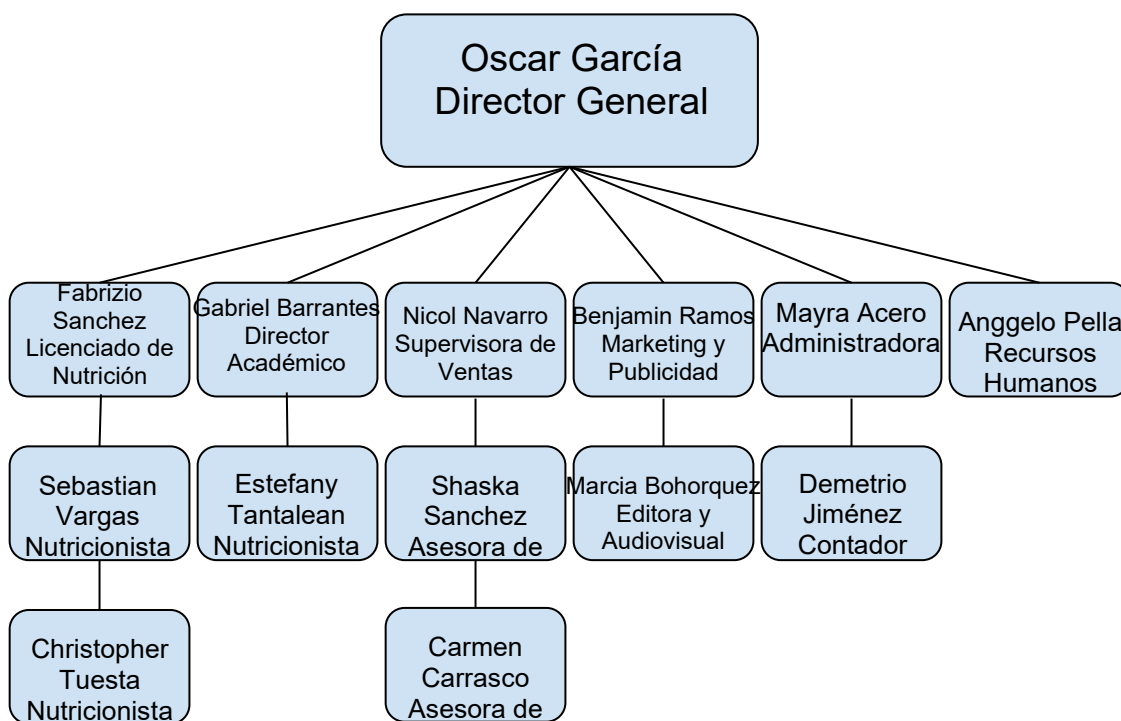 Oscar García
Director General
Fabrizio
Sanchez
Licenciado de
Nutrición
Gabriel Barrantes
Director
Académico
Nicol Navarro
Supervisora de
Ventas
Benjamin Ramos
Marketing y
Publicidad
Mayra Acero
Administradora
Anggelo Pella
Recursos
Humanos
Sebastian
Vargas
Nutricionista
Estefany
Tantalean
Nutricionista
Shaska
Sanchez
Asesora de
Marcia Bohorquez
Editora y
Audiovisual
Demetrio
Jiménez
Contador
Christopher
Tuesta
Nutricionista
Carmen
Carrasco
Asesora de